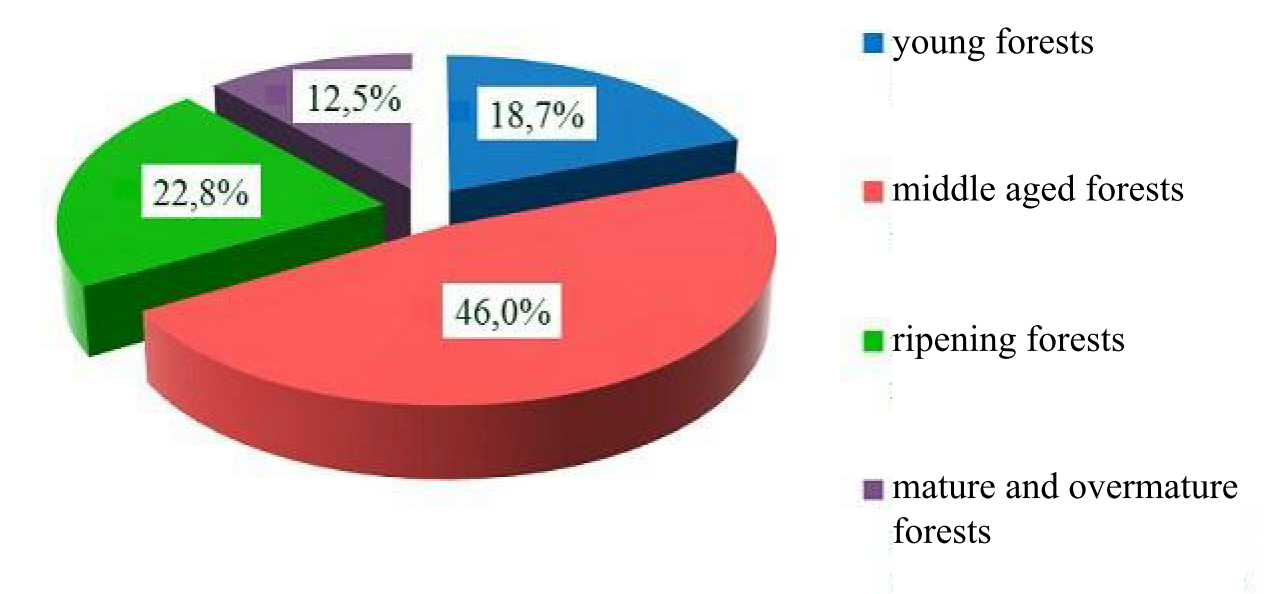 12,5%
18,7%
22,8%
46,0%
young forests
middle aged forests
ripening forests
mature and overmature
forests